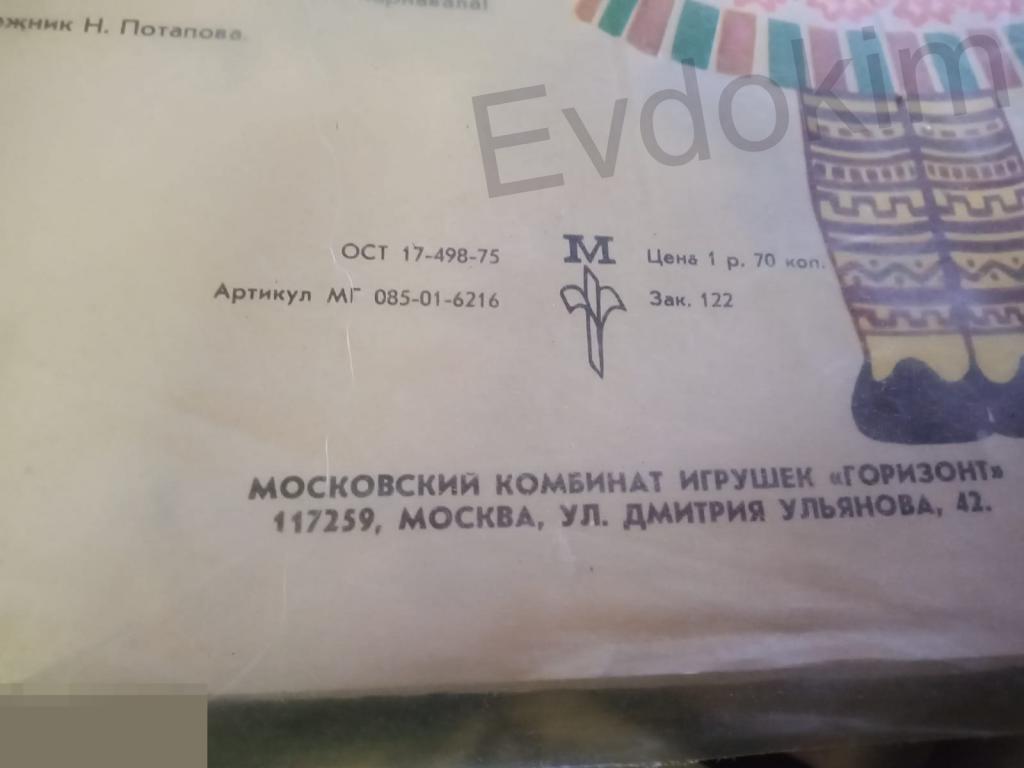 Н. Потапова
ОСТ 17-498-75
Артикул МГ 085-01-6216
М
Цена 1 р. 70 коп.
Зак. 122
МОСКОВСКИЙ КОМБИНАТ ИГРУШЕК «ГОРИЗОНТ»
117259, МОСКВА, УЛ. ДМИТРИЯ УЛЬЯНОВА, 42.
Evdokim